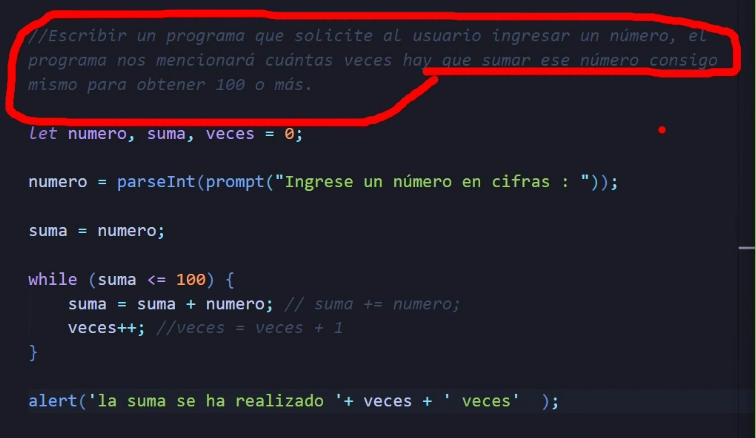 //Escribir un programa que solicite al usuario ingresar un número, el
programa nos mencionará cuántas veces hay que sumar ese número consigo
mismo para obtener 100 o más.
let numero, suma, veces = 0;
numero = parseInt(prompt("Ingrese un número en cifras : "));
suma = numero;
while (suma <= 100) {
suma = suma + numero; // suma += numero;
veces++; //veces = veces + 1
}
alert('la suma se ha realizado '+ veces + ' veces'  );